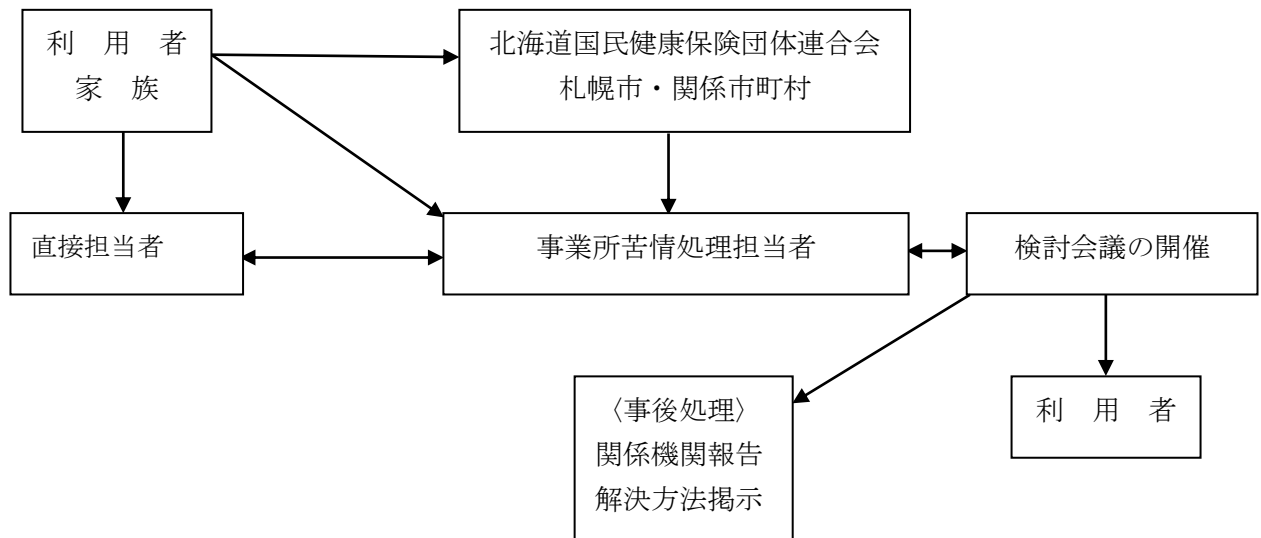 利 用 者
家 族
北海道国民健康保険団体連合会
札幌市・関係市町村
直接担当者
事業所苦情処理担当者
検討会議の開催
〈事後処理〉
関係機関報告
解決方法掲示
利 用 者